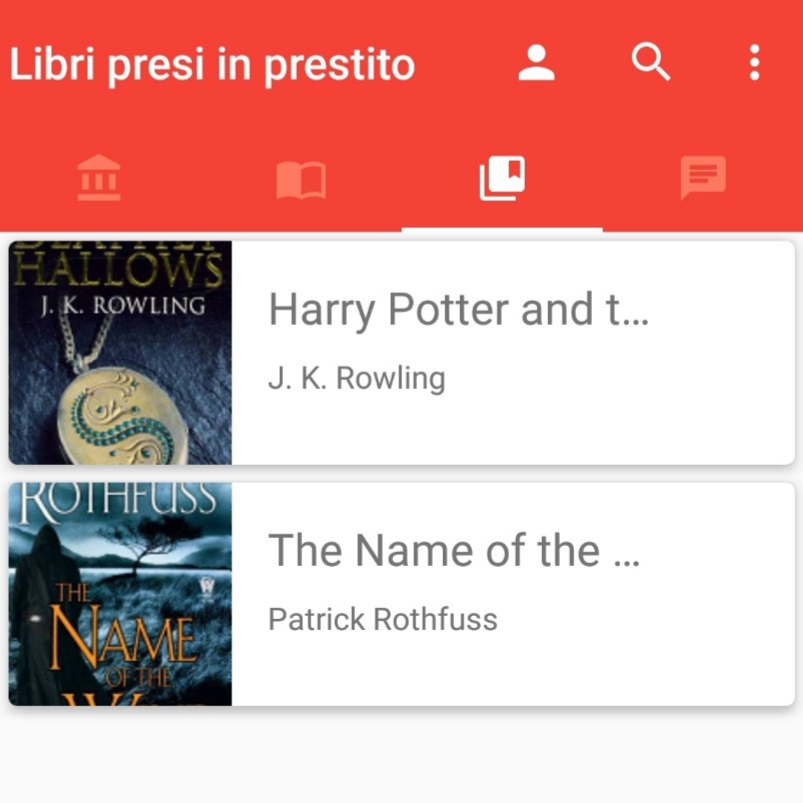 Libri presi in prestito
HALLOWS
J. K. ROWLING
Harry Potter and t...
J. K. Rowling
ROTHFUSS
THE
NAME
OF THE
The Name of the ...
Patrick Rothfuss